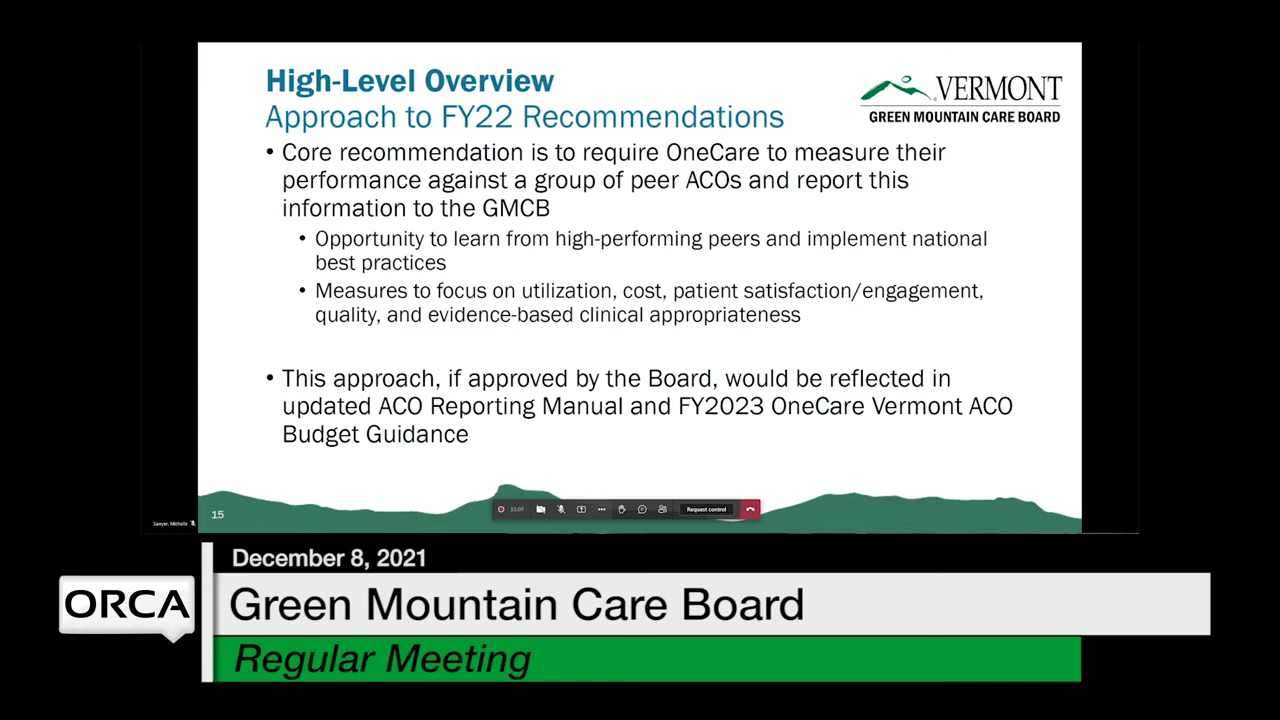 High-Level Overview
Approach to FY22 Recommendations
VERMONT
GREEN MOUNTAIN CARE BOARD
• Core recommendation is to require OneCare to measure their
performance against a group of peer ACOs and report this
information to the GMCB
• Opportunity to learn from high-performing peers and implement national
best practices
• Measures to focus on utilization, cost, patient satisfaction/engagement,
quality, and evidence-based clinical appropriateness
• This approach, if approved by the Board, would be reflected in
updated ACO Reporting Manual and FY2023 OneCare Vermont ACO
Budget Guidance
15
Request control
Sawyer, Michelle
December 8, 2021
ORCA
Green Mountain Care Board
Regular Meeting